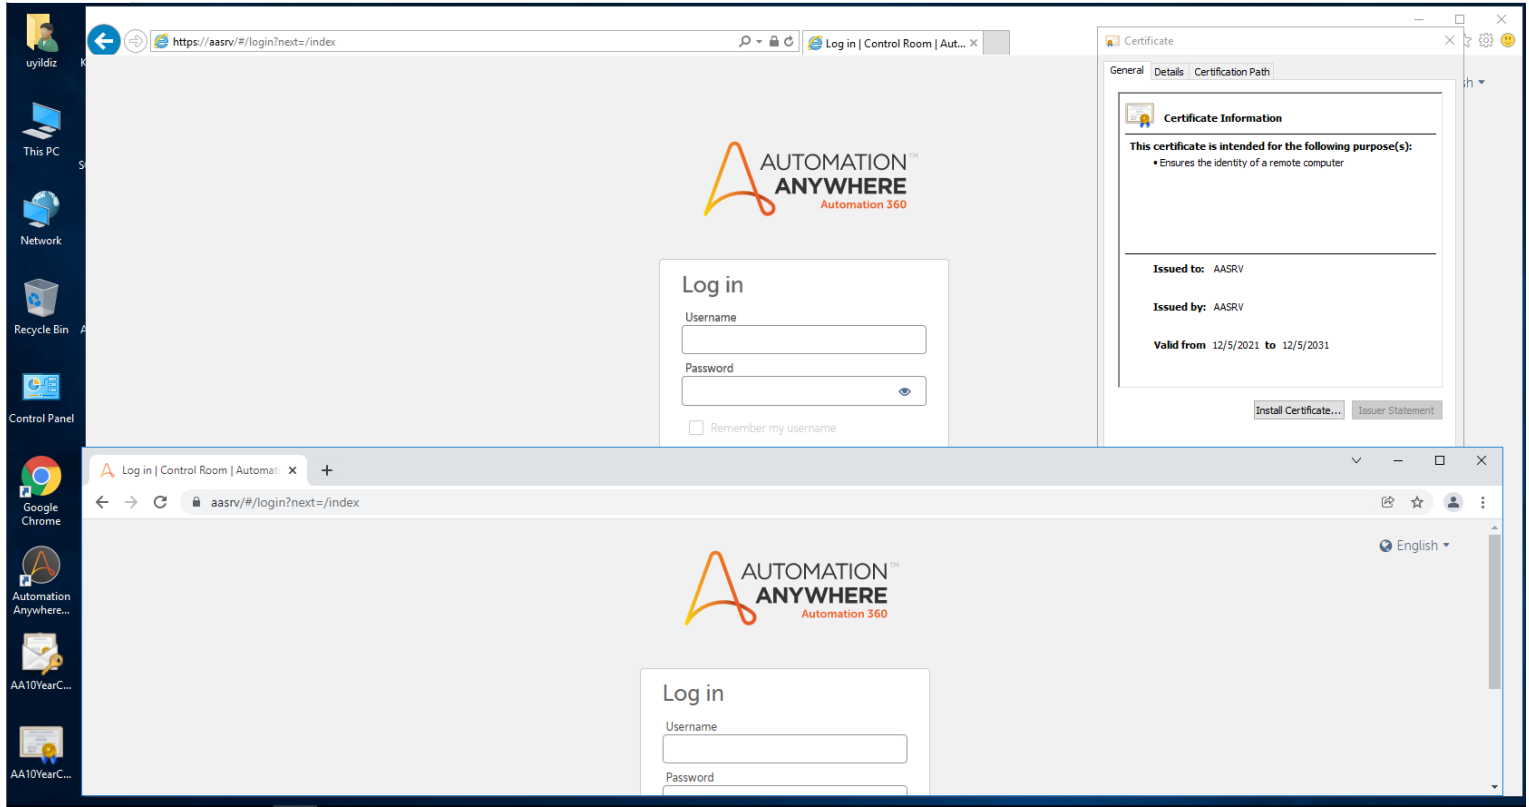 uyildiz
K
This PC
S
Network
Recycle Bin
A
Control Panel
Google
Chrome
Automation
Anywhere...
AA10YearC...
AA10YearC...
https://aasrv/#/login?next=/index
Log in | Control Room | Aut...
sh
AUTOMATION™
ANYWHERE
Automation 360
Log in
Username
Password
Remember my username
Certificate
General Details Certification Path
Certificate Information
This certificate is intended for the following purpose(s):
• Ensures the identity of a remote computer
Issued to: AASRV
Issued by: AASRV
Valid from 12/5/2021 to 12/5/2031
Install Certificate... Issuer Statement
Log in | Control Room | Automati
aasrv/#/login?next=/index
English
AUTOMATION™
ANYWHERE
Automation 360
Log in
Username
Password